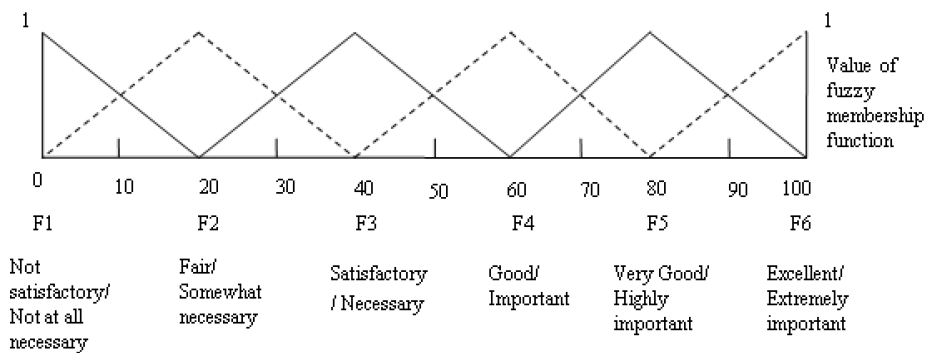 1
1
Value of
fuzzy
membership
function
0 10 20 30 40 50 60 70 80 90 100
F1 F2 F3 F4 F5 F6
Not
satisfactory/
Not at all
necessary
Fair/
Somewhat
necessary
Satisfactory
/ Necessary
Good/
Important
Very Good/
Highly
important
Excellent/
Extremely
important